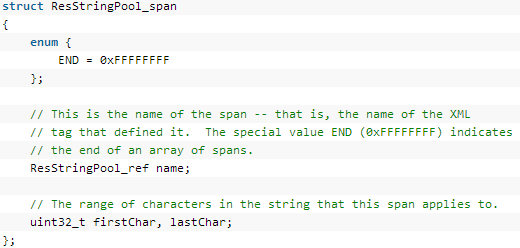 struct ResStringPool_span
{
enum {
END = 0xFFFFFFFF
};
// This is the name of the span -- that is, the name of the XML
// tag that defined it.  The special value END (0xFFFFFFFF) indicates
// the end of an array of spans.
ResStringPool_ref name;
// The range of characters in the string that this span applies to.
uint32_t firstChar, lastChar;
};